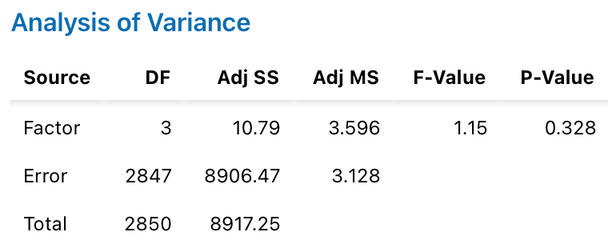 Analysis of Variance
Source DF Adj SS Adj MS F-Value P-Value
Factor 3 10.79 3.596 1.15 0.328
Error 2847 8906.47 3.128
Total 2850 8917.25